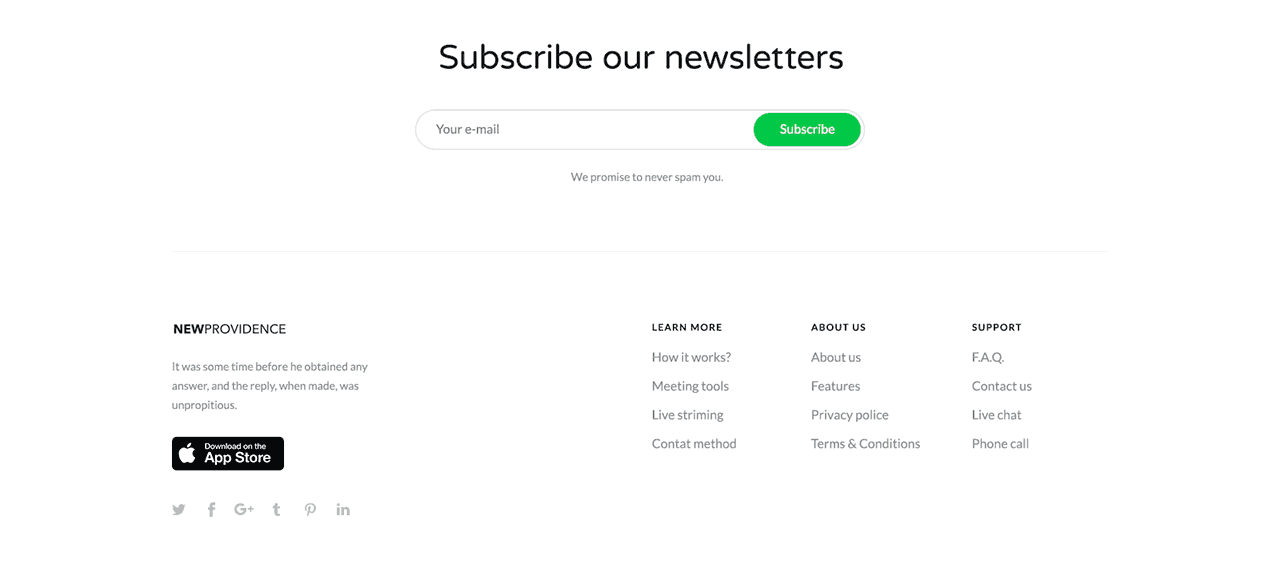 Subscribe our newsletters
Your e-mail
Subscribe
We promise to never spam you.
NEWPROVIDENCE
It was some time before he obtained any
answer, and the reply, when made, was
unpropitious.
Download on the
App Store
LEARN MORE
How it works?
Meeting tools
Live striming
Contat method
ABOUT US
About us
Features
Privacy police
Terms & Conditions
SUPPORT
F.A.Q.
Contact us
Live chat
Phone call